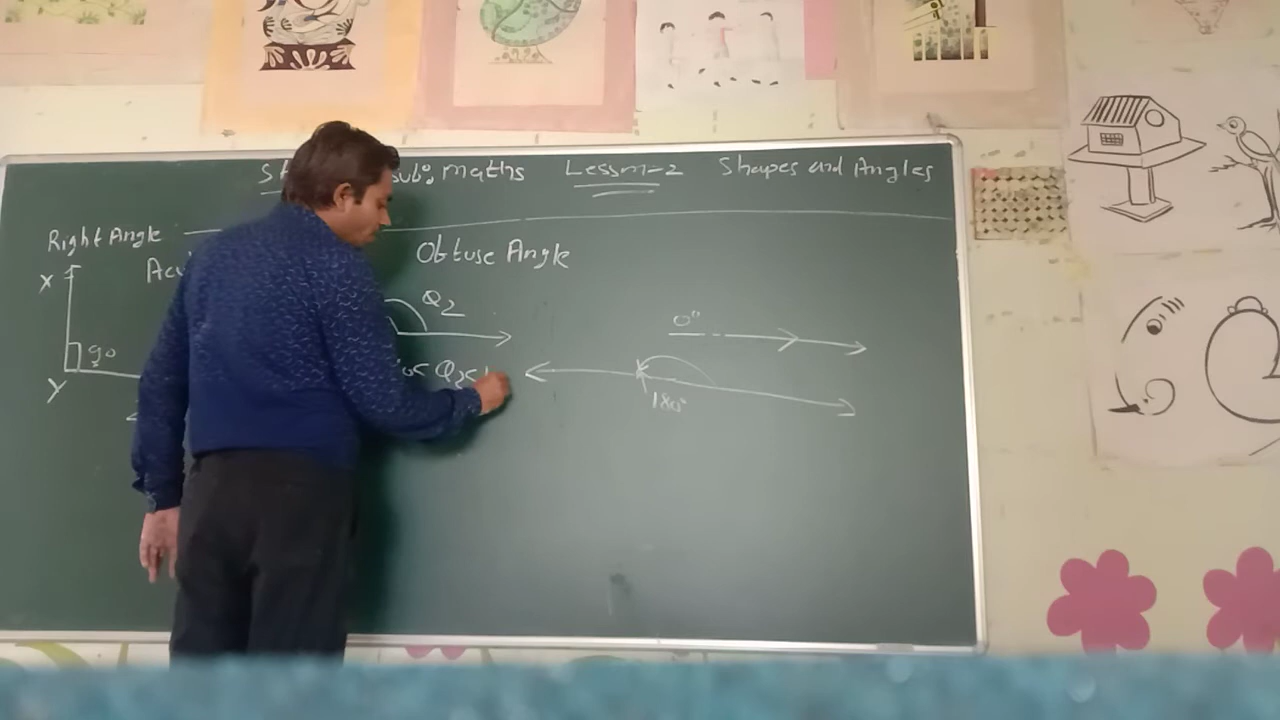 sub: maths Lesson-2 Shapes and Angles
Right Angle
Obtuse Angle
X
Q2
0°
90
Y
180°